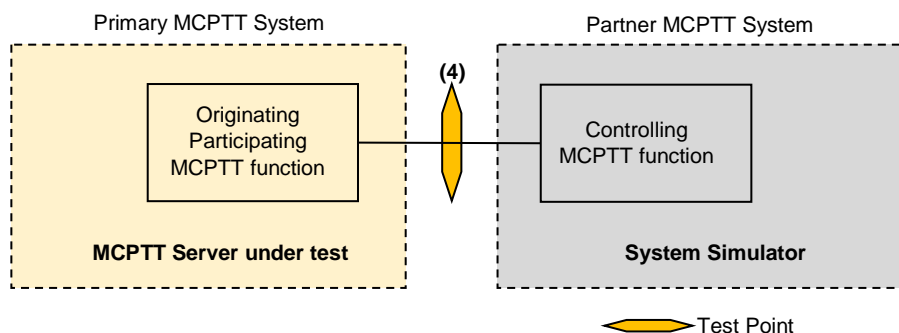 Primary MCPTT System
Partner MCPTT System
(4)
Originating
Participating
MCPTT function
Controlling
MCPTT function
MCPTT Server under test
System Simulator
Test Point